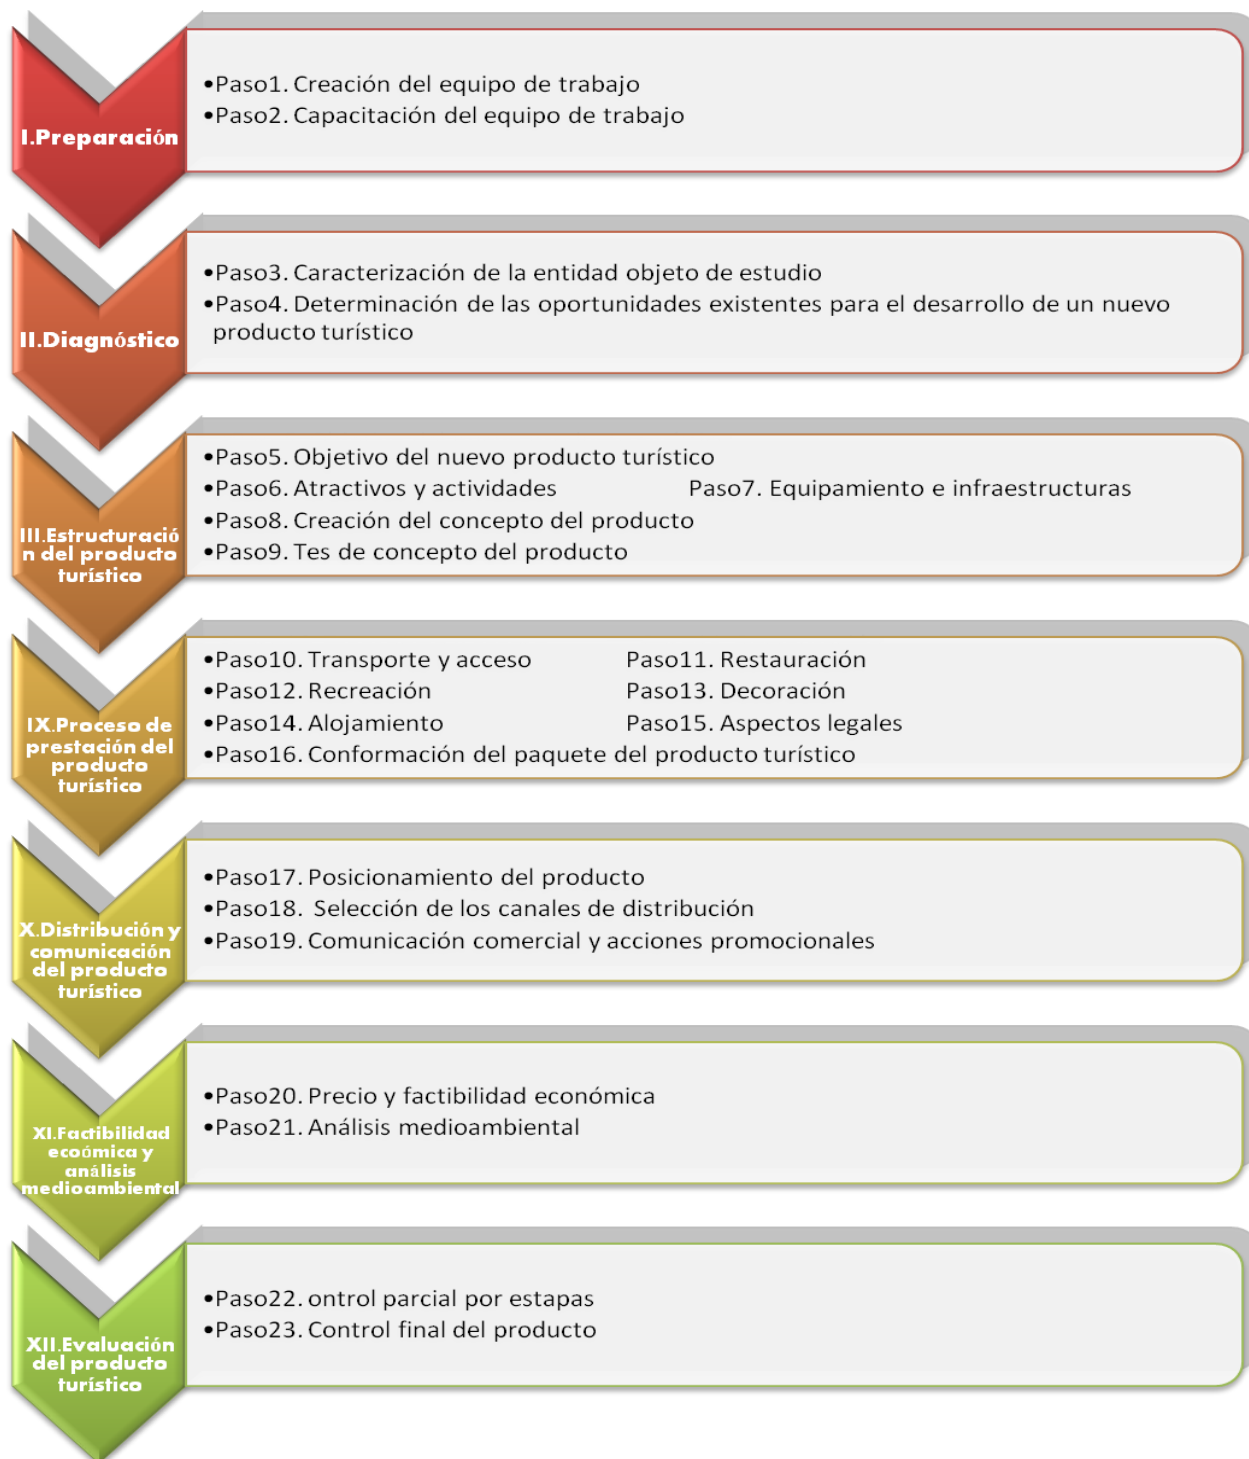 I.Preparación
•Paso1. Creación del equipo de trabajo
•Paso2. Capacitación del equipo de trabajo
II.Diagnóstico
•Paso3. Caracterización de la entidad objeto de estudio
•Paso4. Determinación de las oportunidades existentes para el desarrollo de un nuevo
producto turístico
III.Estructuració
n del producto
turístico
•Paso5. Objetivo del nuevo producto turístico
•Paso6. Atractivos y actividades Paso7. Equipamiento e infraestructuras
•Paso8. Creación del concepto del producto
•Paso9. Tes de concepto del producto
IX.Proceso de
prestación del
producto
turístico
•Paso10. Transporte y acceso Paso11. Restauración
•Paso12. Recreación Paso13. Decoración
•Paso14. Alojamiento Paso15. Aspectos legales
•Paso16. Conformación del paquete del producto turístico
X.Distribución y
comunicación
del producto
turístico
•Paso17. Posicionamiento del producto
•Paso18. Selección de los canales de distribución
•Paso19. Comunicación comercial y acciones promocionales
XI.Factibilidad
ecoómica y
análisis
medioambiental
•Paso20. Precio y factibilidad económica
•Paso21. Análisis medioambiental
XII.Evaluación
del producto
turístico
•Paso22. ontrol parcial por estapas
•Paso23. Control final del producto